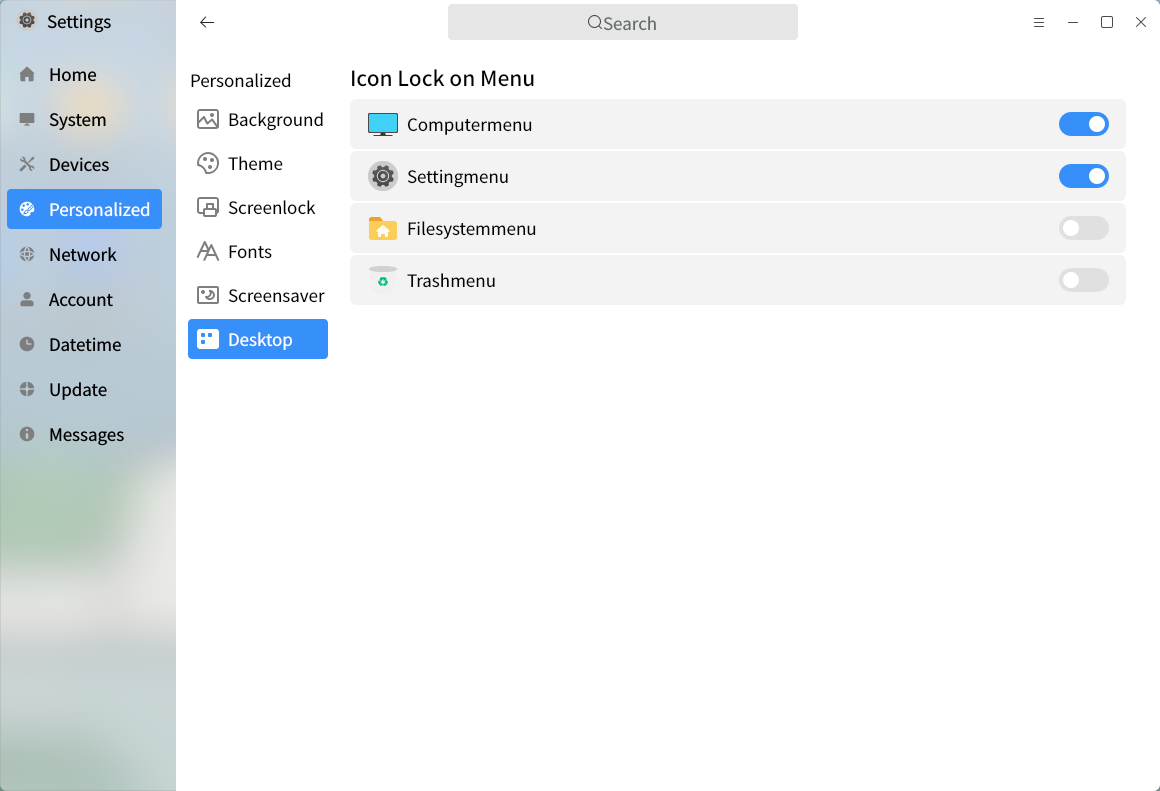 Settings
Search
Home
System
Devices
Personalized
Network
Account
Datetime
Update
Messages
Personalized
Background
Theme
Screenlock
Fonts
Screensaver
Desktop
Icon Lock on Menu
Computermenu
Settingmenu
Filesystemmenu
Trashmenu